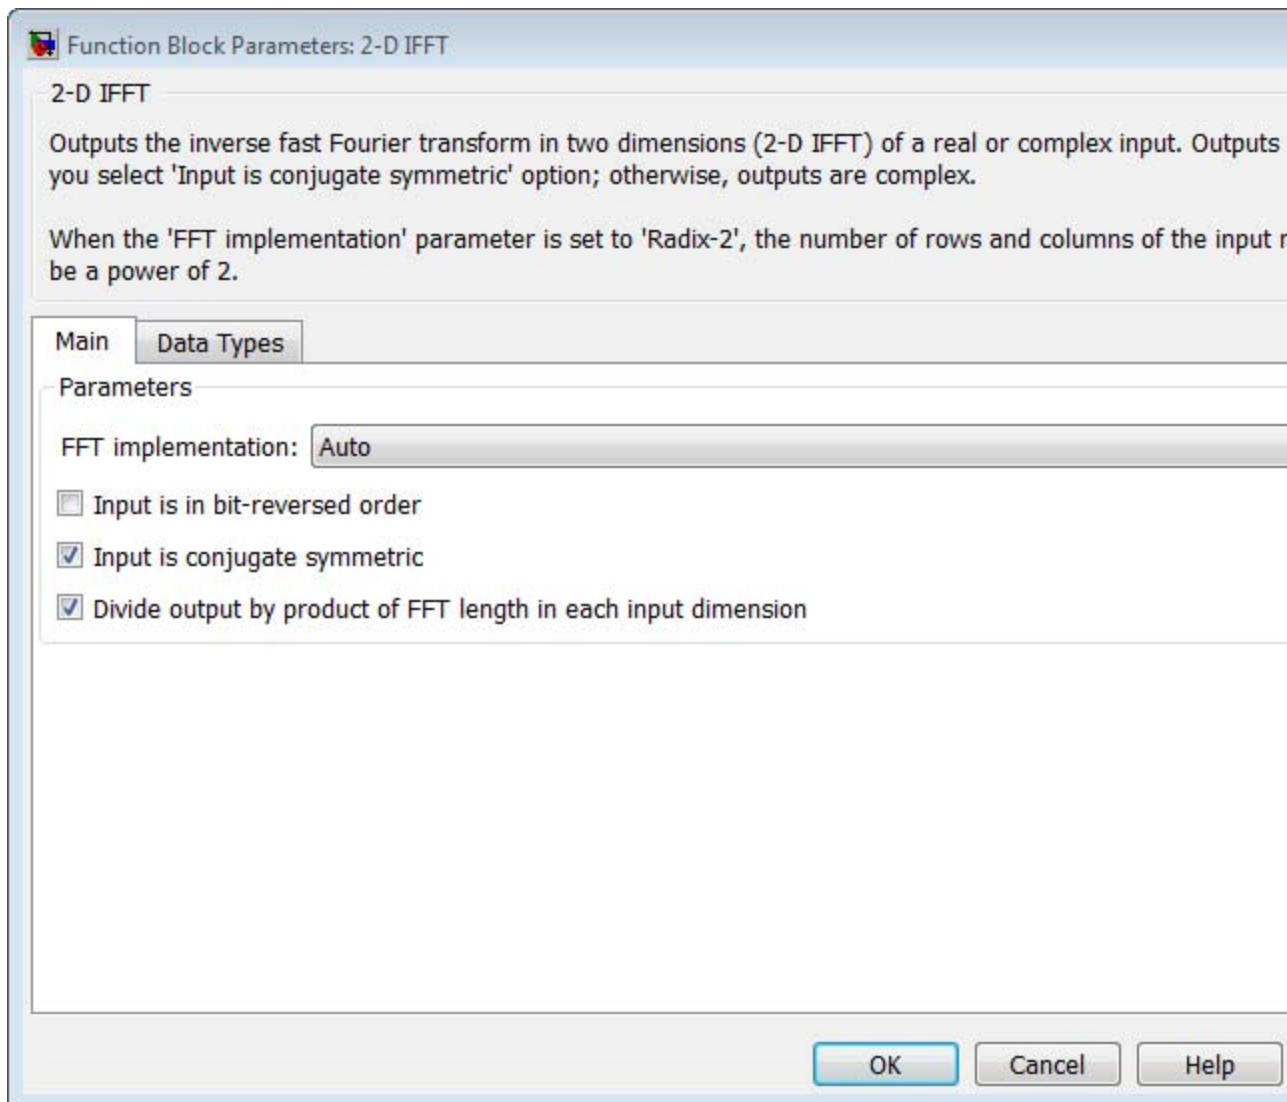 Function Block Parameters: 2-D IFFT
2-D IFFT
Outputs the inverse fast Fourier transform in two dimensions (2-D IFFT) of a real or complex input. Outputs
you select 'Input is conjugate symmetric' option; otherwise, outputs are complex.
When the 'FFT implementation' parameter is set to 'Radix-2', the number of rows and columns of the input
be a power of 2.
Main Data Types
Parameters
FFT implementation: Auto
Input is in bit-reversed order
Input is conjugate symmetric
Divide output by product of FFT length in each input dimension
OK Cancel Help